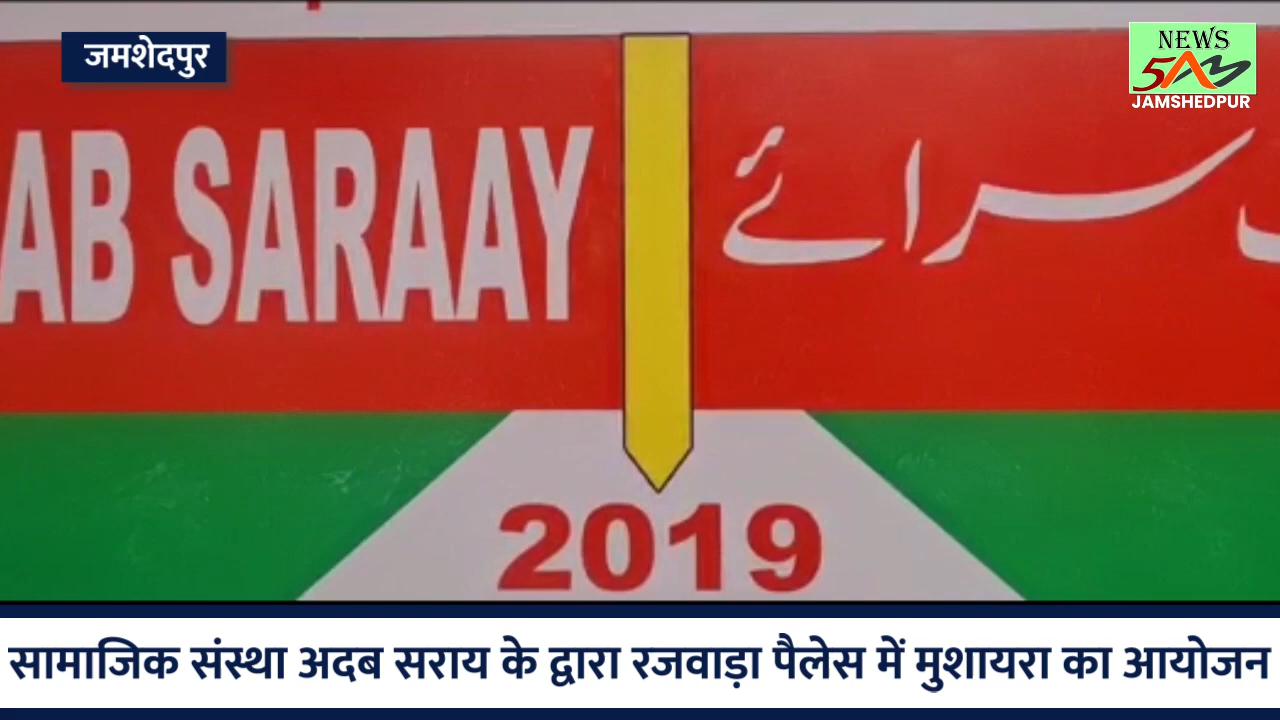 जमशेदपुर
NEWS
5AM
JAMSHEDPUR
AB SARAAY
سرائے
2019
सामाजिक संस्था अदब सराय के द्वारा रजवाड़ा पैलेस में मुशायरा का आयोजन